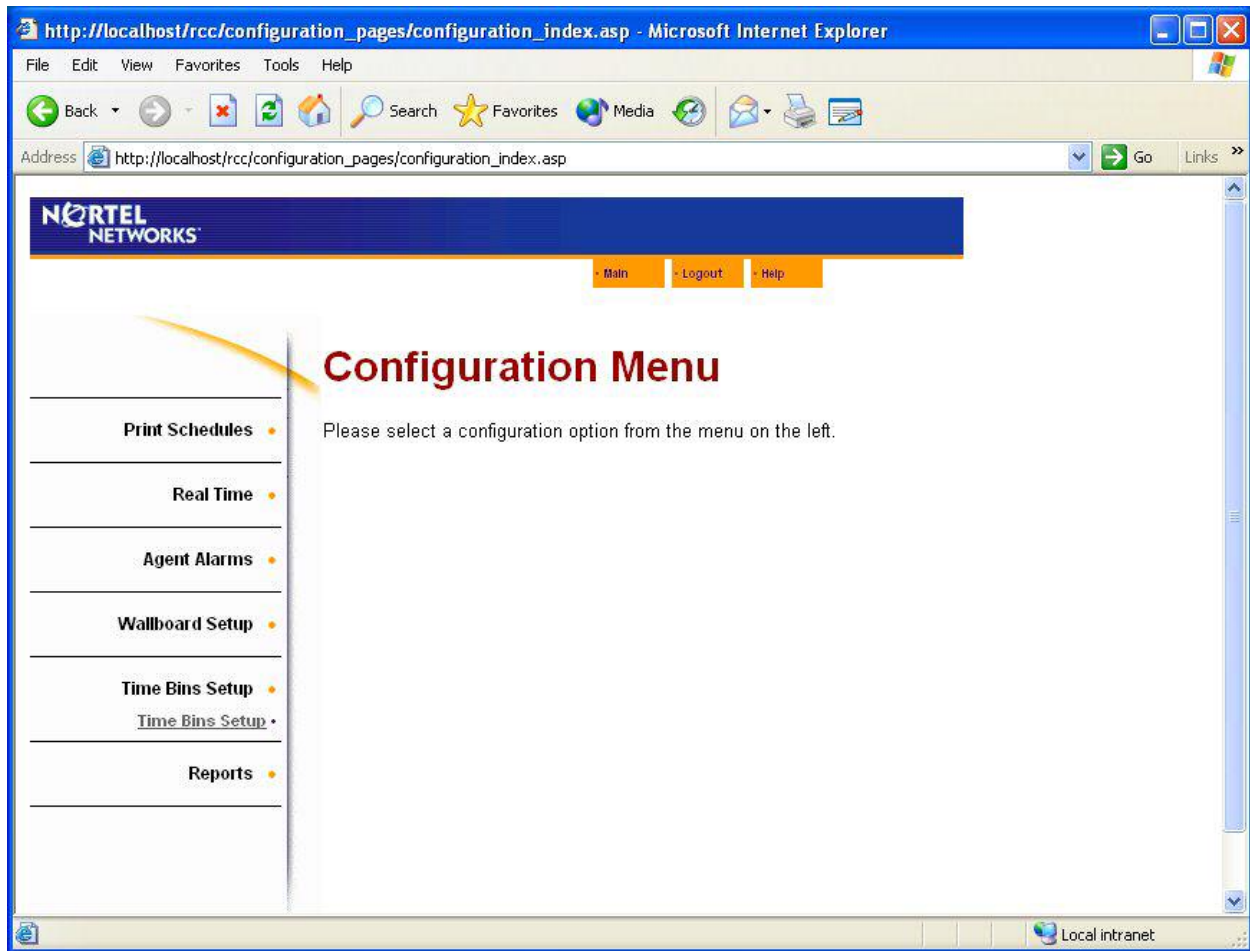 http://localhost/rcc/configuration_pages/configuration_index.asp - Microsoft Internet Explorer
File Edit View Favorites Tools Help
Back Search Favorites Media
Address http://localhost/rcc/configuration_pages/configuration_index.asp Go Links »
NORTEL
NETWORKS
- Main - Logout - Help
Configuration Menu
Please select a configuration option from the menu on the left.
Print Schedules
Real Time
Agent Alarms
Wallboard Setup
Time Bins Setup
Time Bins Setup
Reports
Local intranet